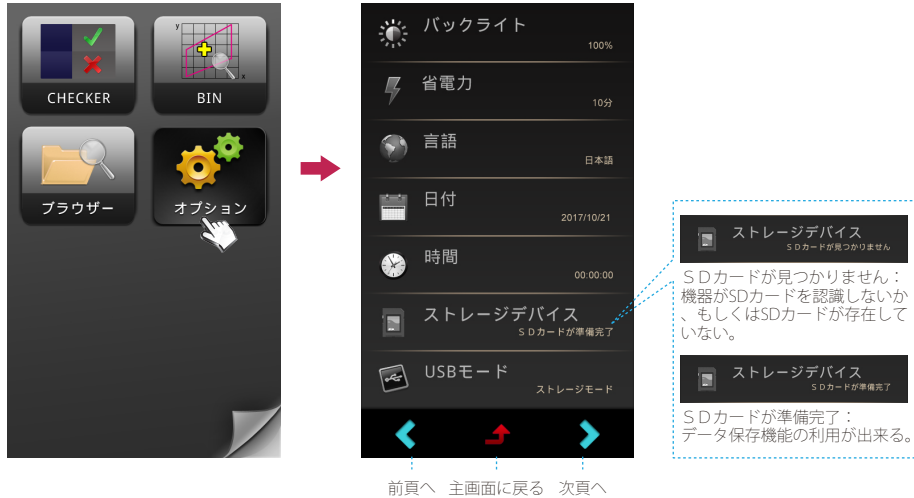 y
x
CHECKER
BIN
ブラウザー
オプション
バックライト
100%
省電力
10分
言語
日本語
日付
2017/10/21
時間
00:00:00
ストレージデバイス
ＳＤカードが準備完了
USBモード
ストレージモード
前頁へ 主画面に戻る 次頁へ
ストレージデバイス
ＳＤカードが見つかりません
ＳＤカードが見つかりません：
機器がSDカードを認識しないか
、もしくはSDカードが存在して
いない。
ストレージデバイス
ＳＤカードが準備完了
ＳＤカードが準備完了：
データ保存機能の利用が出来る。